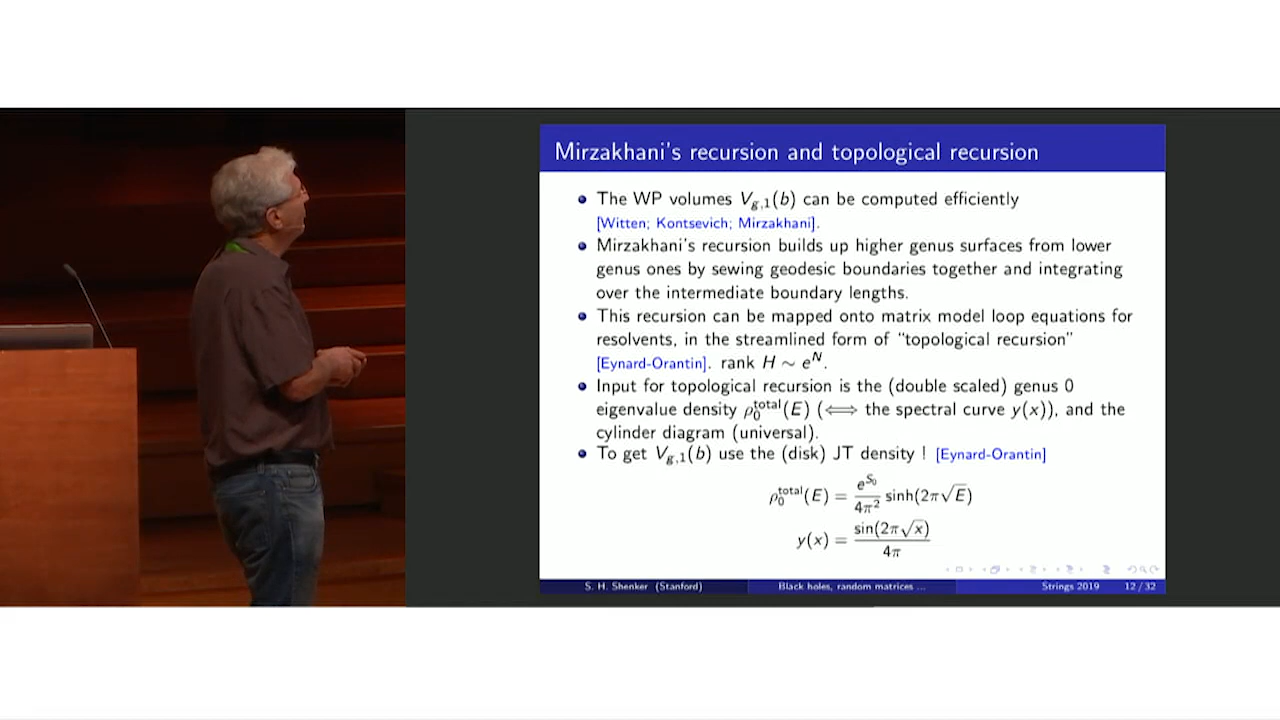 Mirzakhani's recursion and topological recursion
The WP volumes V_{g,1}(b) can be computed efficiently
[Witten; Kontsevich; Mirzakhani].
Mirzakhani's recursion builds up higher genus surfaces from lower
genus ones by sewing geodesic boundaries together and integrating
over the intermediate boundary lengths.
This recursion can be mapped onto matrix model loop equations for
resolvents, in the streamlined form of “topological recursion”
[Eynard-Orantin]. rank H ∼ e^N.
Input for topological recursion is the (double scaled) genus 0
eigenvalue density ρ_0^{total}(E) (⟺ the spectral curve y(x)), and the
cylinder diagram (universal).
To get V_{g,1}(b) use the (disk) JT density ! [Eynard-Orantin]
ρ_0^{total}(E) = e^{S_0}/4π^2 sinh(2π√E)
y(x) = sin(2π√x)/4π
S. H. Shenker (Stanford) Black holes, random matrices ... Strings 2019 12 / 32